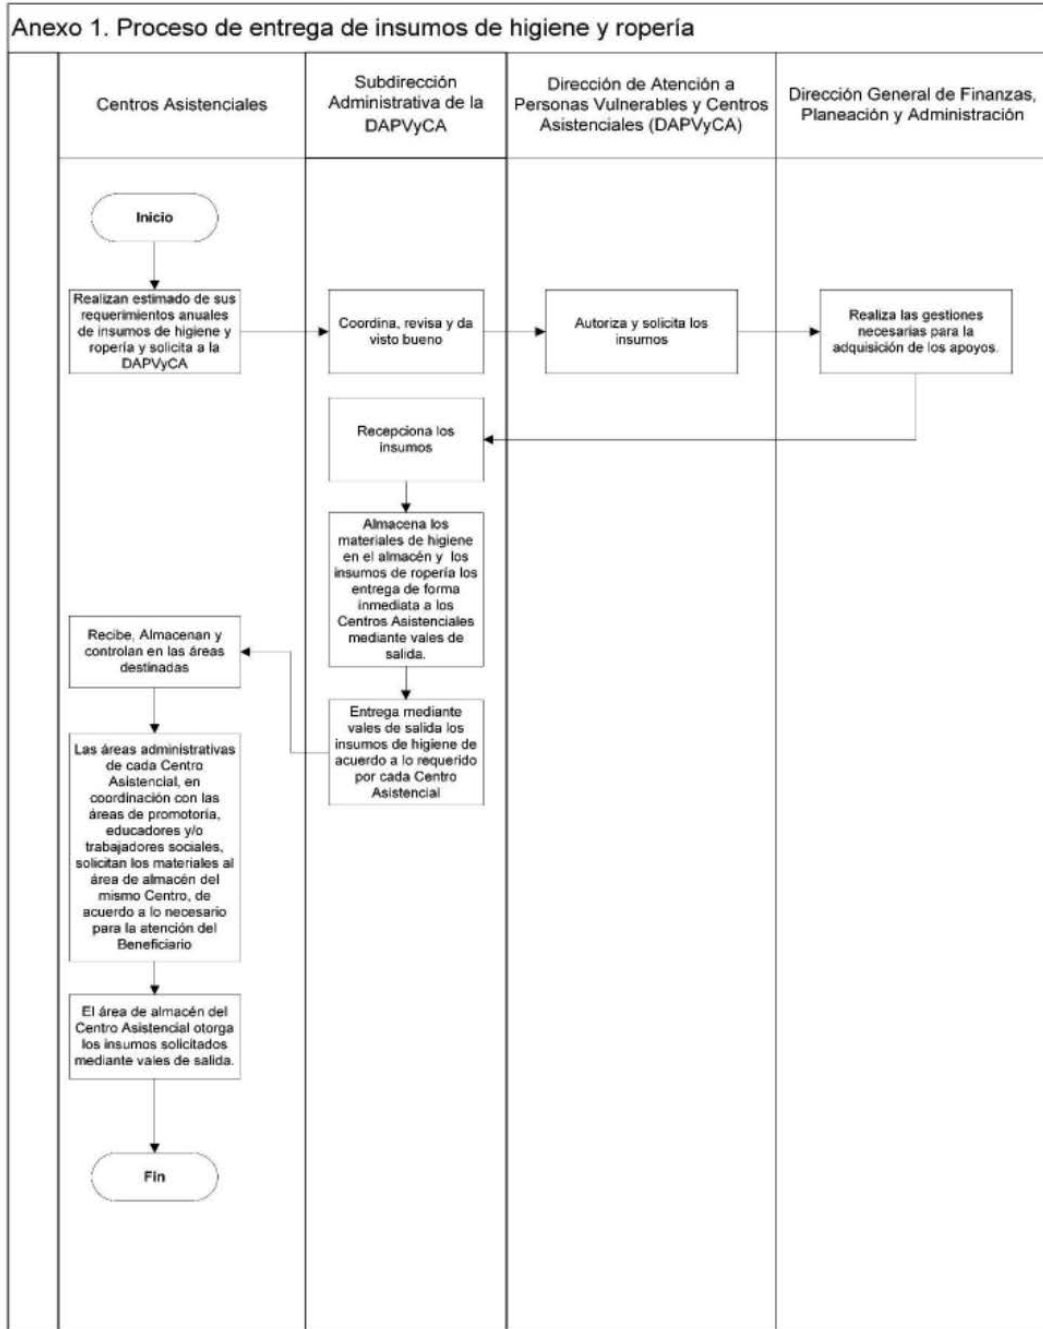 Anexo 1. Proceso de entrega de insumos de higiene y ropería
Centros Asistenciales
Subdirección
Administrativa de la
DAPVyCA
Dirección de Atención a
Personas Vulnerables y Centros
Asistenciales (DAPVyCA)
Dirección General de Finanzas,
Planeación y Administración
Inicio
Realizan estimado de sus
requerimientos anuales
de insumos de higiene y
ropería y solicita a la
DAPVyCA
Coordina, revisa y da
visto bueno
Autoriza y solicita los
insumos
Realiza las gestiones
necesarias para la
adquisición de los apoyos.
Recepciona los
insumos
Almacena los
materiales de higiene
en el almacén y los
insumos de ropería los
entrega de forma
inmediata a los
Centros Asistenciales
mediante vales de
salida.
Entrega mediante
vales de salida los
insumos de higiene de
acuerdo a lo requerido
por cada Centro
Asistencial
Recibe, Almacenan y
controlan en las áreas
destinadas
Las áreas administrativas
de cada Centro
Asistencial, en
coordinación con las
áreas de promotoría,
educadores y/o
trabajadores sociales,
solicitan los materiales al
área de almacén del
mismo Centro, de
acuerdo a lo necesario
para la atención del
Beneficiario
El área de almacén del
Centro Asistencial otorga
los insumos solicitados
mediante vales de salida.
Fin